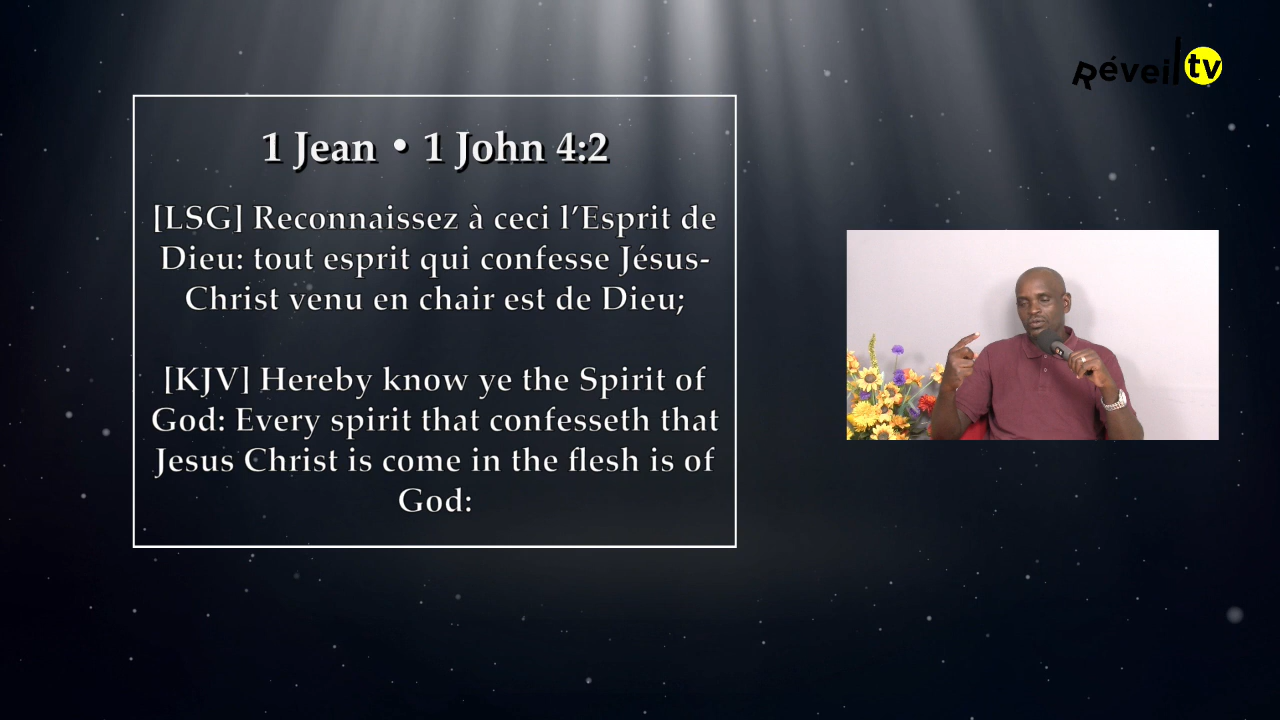 Réveil tv
1 Jean • 1 John 4:2
[LSG] Reconnaissez à ceci l’Esprit de
Dieu: tout esprit qui confesse Jésus-
Christ venu en chair est de Dieu;
[KJV] Hereby know ye the Spirit of
God: Every spirit that confesseth that
Jesus Christ is come in the flesh is of
God: